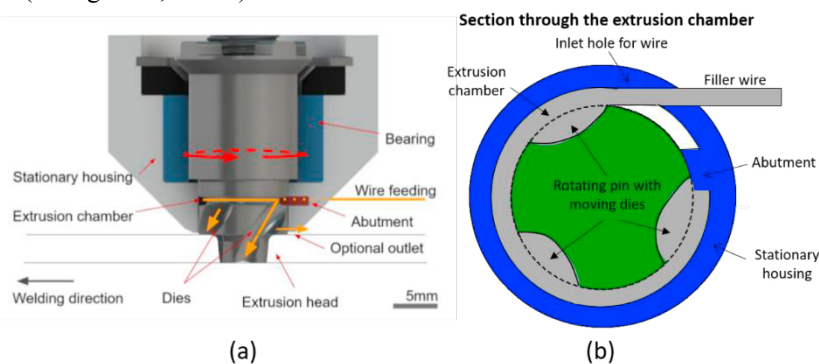 Section through the extrusion chamber
Inlet hole for wire
Extrusion
chamber
Filler wire
Bearing
Stationary housing
Wire feeding
Extrusion chamber
Abutment
Optional outlet
Dies
Extrusion head
Welding direction
5mm
Abutment
Rotating pin with
moving dies
Stationary
housing
(a)
(b)